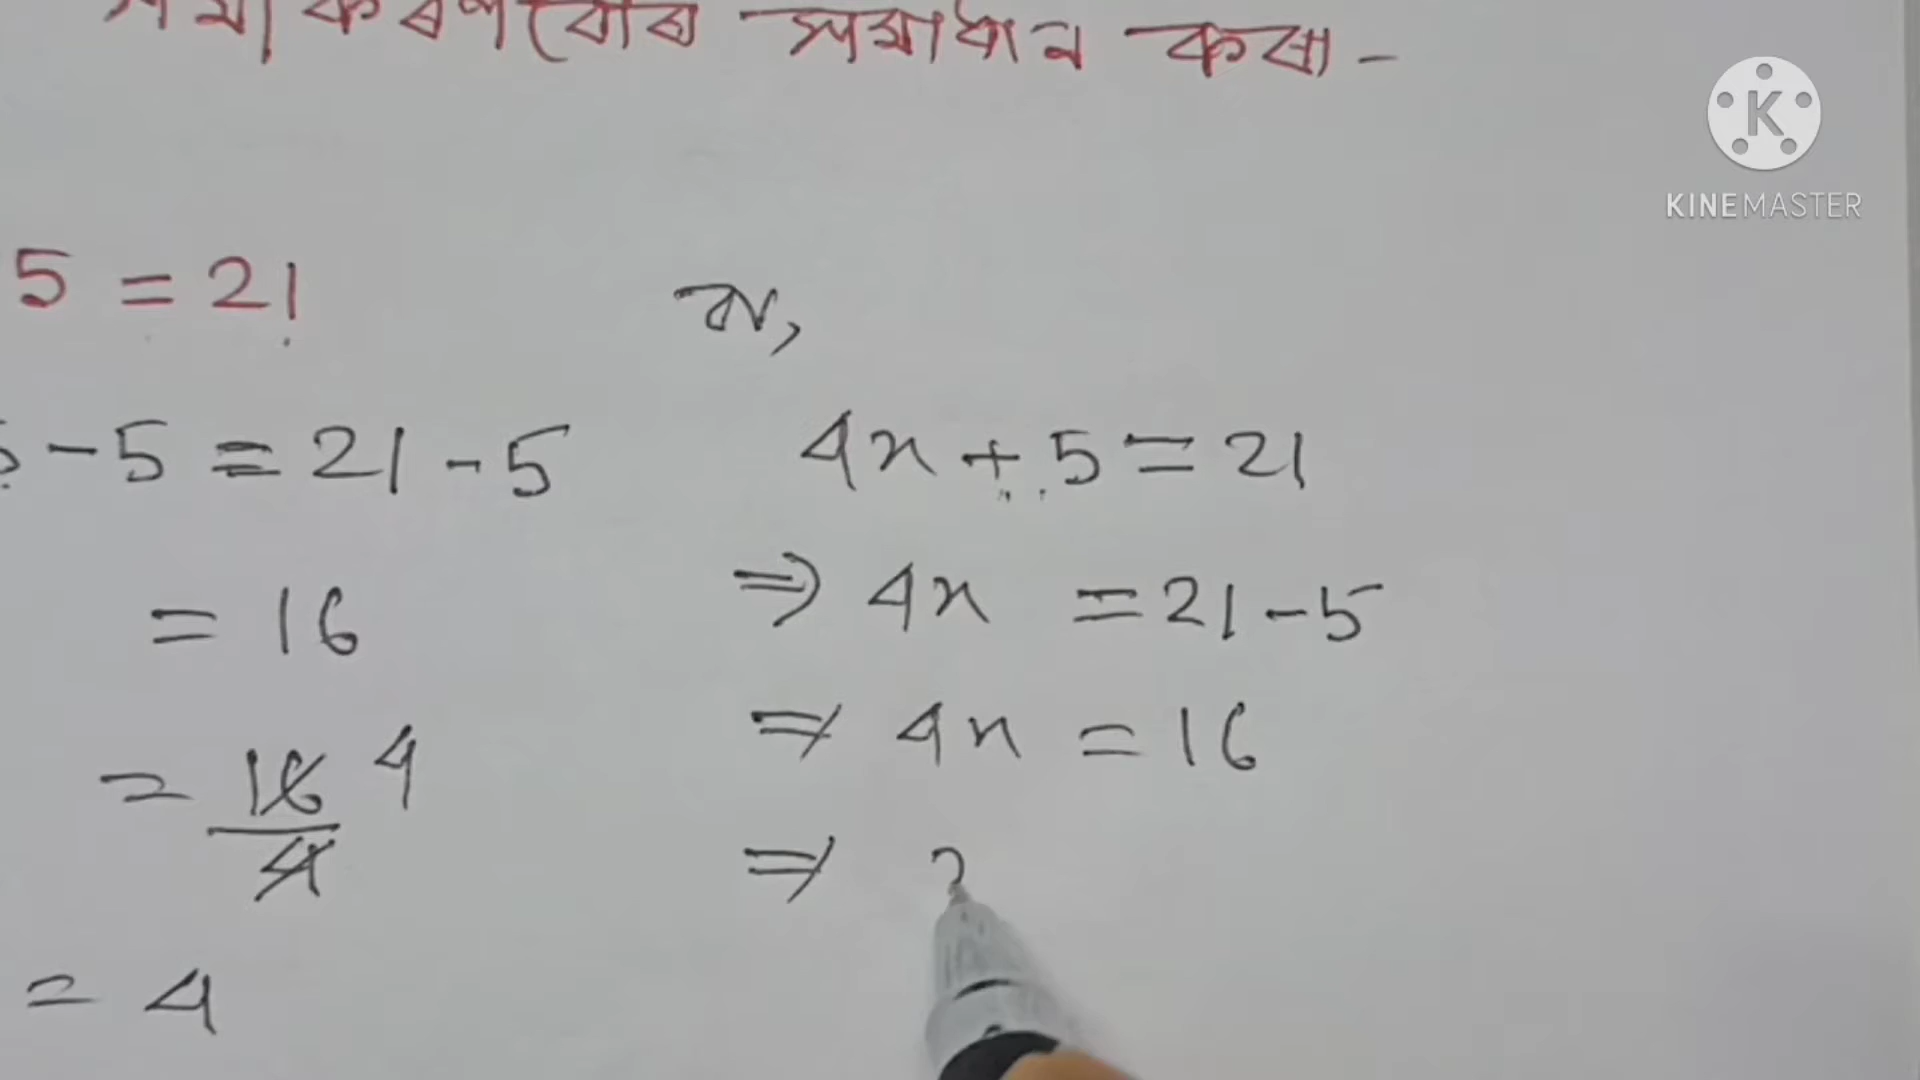 সমীকৰণবোৰ সমাধান কৰা -
KINEMASTER
5 = 21
- 5 = 21 - 5
= 16
= 16/4 4
= 4
বা,
4x + 5 = 21
⇒ 4x = 21 - 5
⇒ 4x = 16
⇒